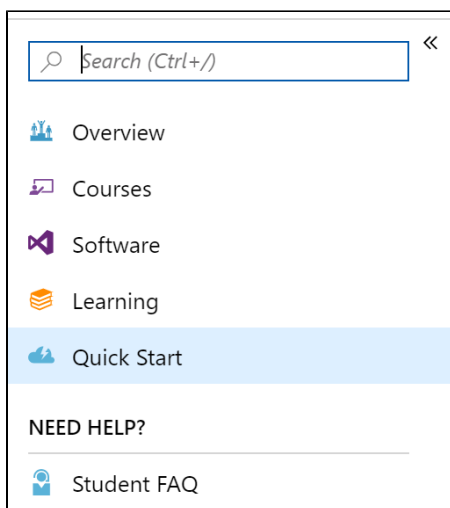 Search (Ctrl+/)
«
Overview
Courses
Software
Learning
Quick Start
NEED HELP?
Student FAQ